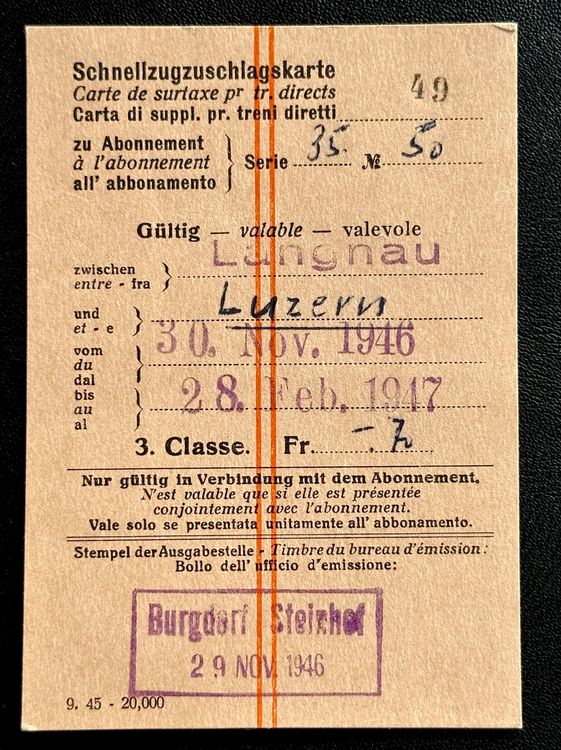 Schnellzugzuschlagskarte
Carte de surtaxe pr tr. directs
Carta di suppl. pr. treni diretti
49
zu Abonnement
à l'abonnement
all' abbonamento
Serie 35. № 50
Gültig — valable — valevole
Langnau
zwischen
entre - fra
Luzern
und
et - e
30. Nov. 1946
vom
du
dal
28. Feb. 1947
bis
au
al
3. Classe. Fr. -.70
Nur gültig in Verbindung mit dem Abonnement.
N'est valable que si elle est présentée
conjointement avec l'abonnement.
Vale solo se presentata unitamente all' abbonamento.
Stempel der Ausgabestelle - Timbre du bureau d'émission:
Bollo dell' ufficio d'emissione:
Burgdorf Steinhof
29 NOV. 1946
9. 45 - 20,000